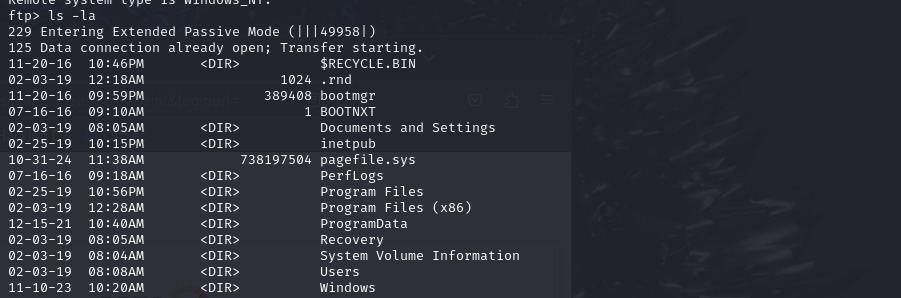 Remote system type is Windows_NT.
ftp> ls -la
229 Entering Extended Passive Mode (|||49958|)
125 Data connection already open; Transfer starting.
11-20-16  10:46PM       <DIR>          $RECYCLE.BIN
02-03-19  12:18AM                 1024 .rnd
11-20-16  09:59PM               389408 bootmgr
07-16-16  09:10AM                    1 BOOTNXT
02-03-19  08:05AM       <DIR>          Documents and Settings
02-25-19  10:15PM       <DIR>          inetpub
10-31-24  11:38AM            738197504 pagefile.sys
07-16-16  09:18AM       <DIR>          PerfLogs
02-25-19  10:56PM       <DIR>          Program Files
02-03-19  12:28AM       <DIR>          Program Files (x86)
12-15-21  10:40AM       <DIR>          ProgramData
02-03-19  08:05AM       <DIR>          Recovery
02-03-19  08:04AM       <DIR>          System Volume Information
02-03-19  08:08AM       <DIR>          Users
11-10-23  10:20AM       <DIR>          Windows